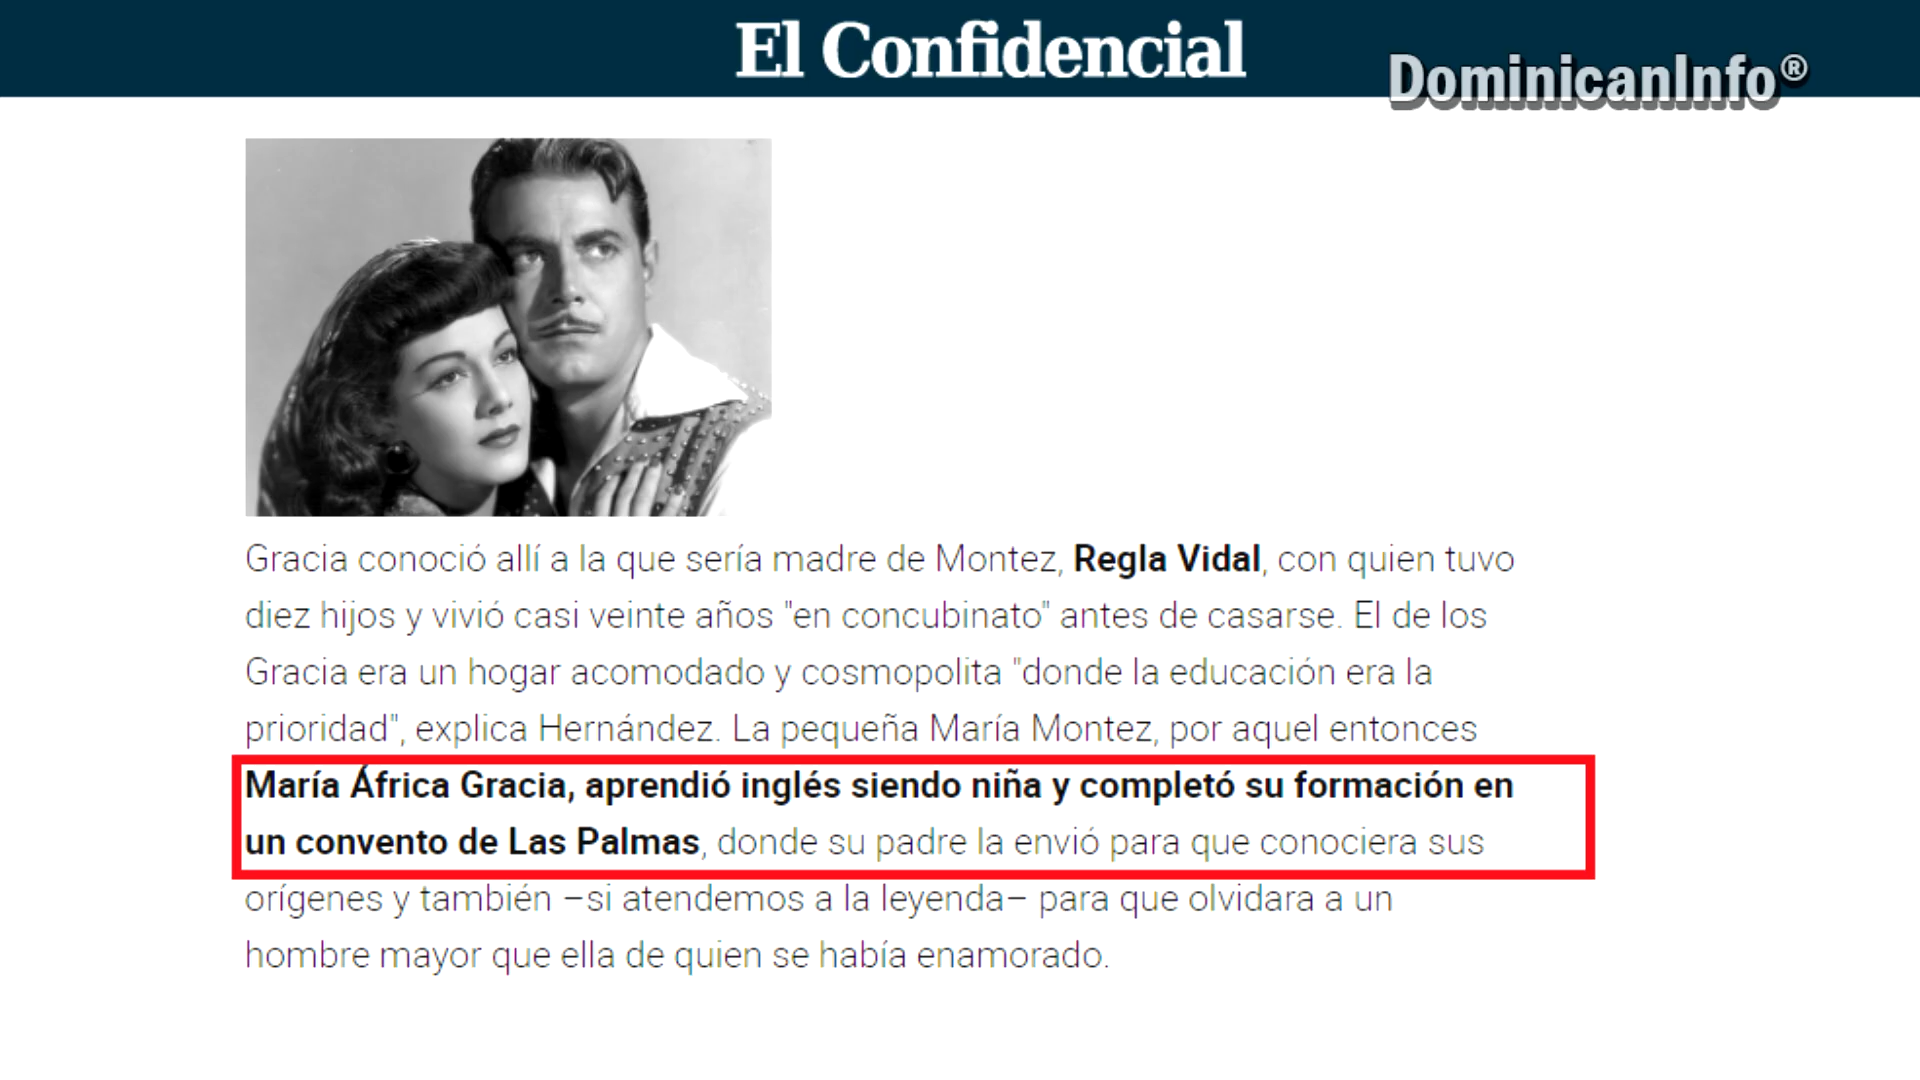 El Confidencial
DominicanInfo®
Gracia conoció allí a la que sería madre de Montez, Regla Vidal, con quien tuvo
diez hijos y vivió casi veinte años "en concubinato" antes de casarse. El de los
Gracia era un hogar acomodado y cosmopolita "donde la educación era la
prioridad", explica Hernández. La pequeña María Montez, por aquel entonces
María África Gracia, aprendió inglés siendo niña y completó su formación en
un convento de Las Palmas, donde su padre la envió para que conociera sus
orígenes y también –si atendemos a la leyenda– para que olvidara a un
hombre mayor que ella de quien se había enamorado.